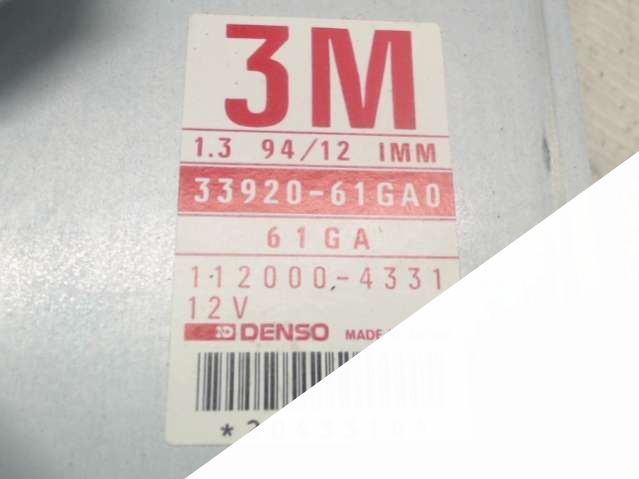 3M
1.3 94/12 IMM
33920-61GA0
61GA
112000-4331
12V
DENSO MADE